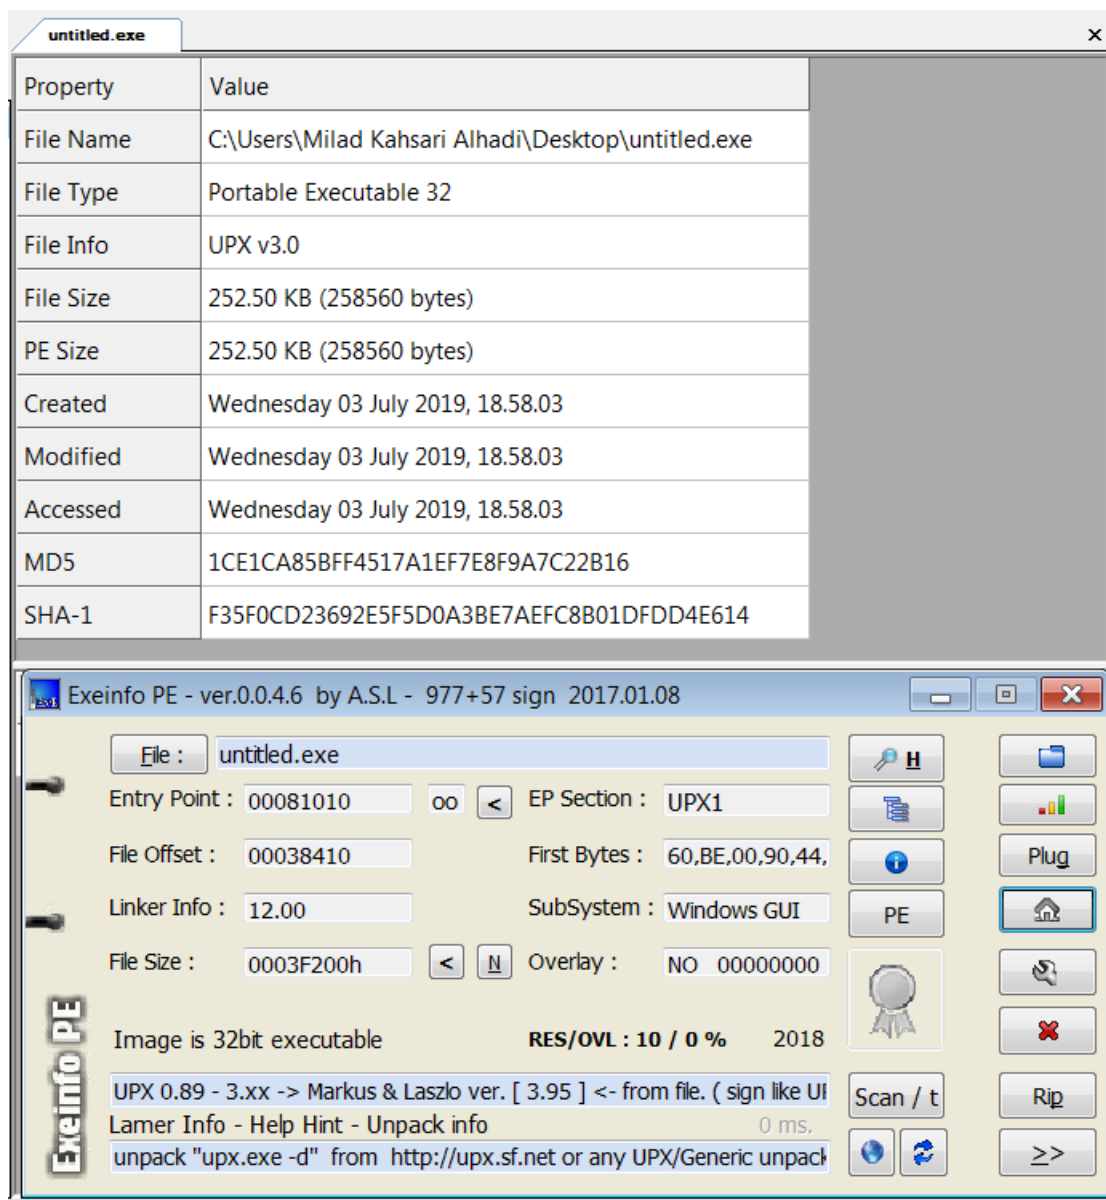 untitled.exe
Property Value
File Name C:\Users\Milad Kahsari Alhadi\Desktop\untitled.exe
File Type Portable Executable 32
File Info UPX v3.0
File Size 252.50 KB (258560 bytes)
PE Size 252.50 KB (258560 bytes)
Created Wednesday 03 July 2019, 18.58.03
Modified Wednesday 03 July 2019, 18.58.03
Accessed Wednesday 03 July 2019, 18.58.03
MD5 1CE1CA85BFF4517A1EF7E8F9A7C22B16
SHA-1 F35F0CD23692E5F5D0A3BE7AEFC8B01DFDD4E614
Exeinfo PE - ver.0.0.4.6 by A.S.L - 977+57 sign 2017.01.08
File : untitled.exe H
Entry Point : 00081010 oo < EP Section : UPX1
File Offset : 00038410 First Bytes : 60,BE,00,90,44, Plug
Linker Info : 12.00 SubSystem : Windows GUI PE
File Size : 0003F200h < N Overlay : NO 00000000
Image is 32bit executable RES/OVL : 10 / 0 % 2018
UPX 0.89 - 3.xx -> Markus & Laszlo ver. [ 3.95 ] <- from file. ( sign like UP Scan / t Rip
Lamer Info - Help Hint - Unpack info 0 ms.
unpack "upx.exe -d" from http://upx.sf.net or any UPX/Generic unpack >>
Exeinfo PE